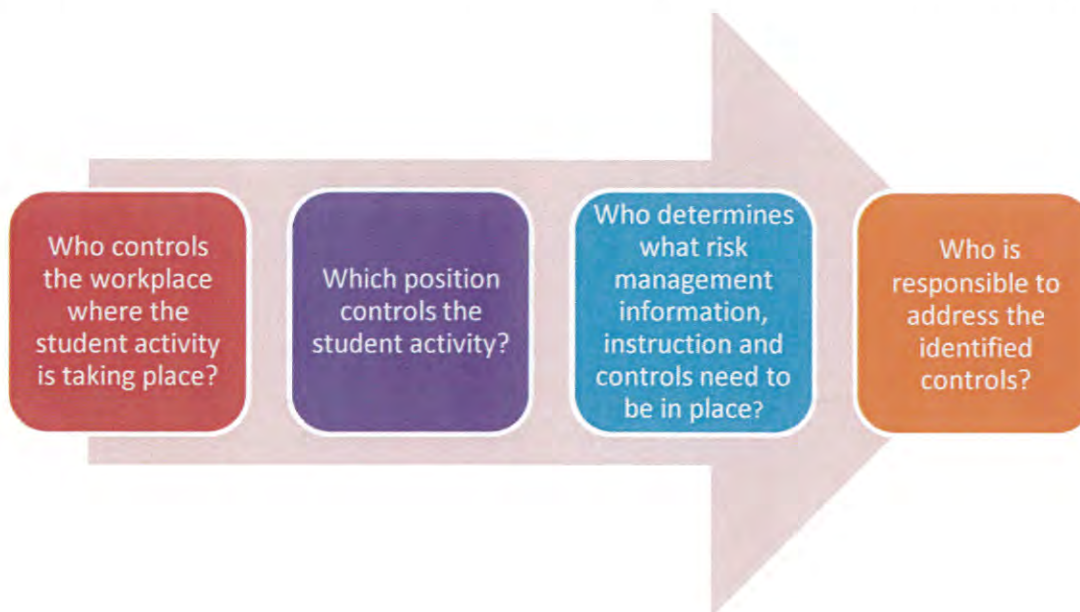 Who controls
the workplace
where the
student activity
is taking place?
Which position
controls the
student activity?
Who determines
what risk
management
information,
instruction and
controls need to
be in place?
Who is
responsible to
address the
identified
controls?